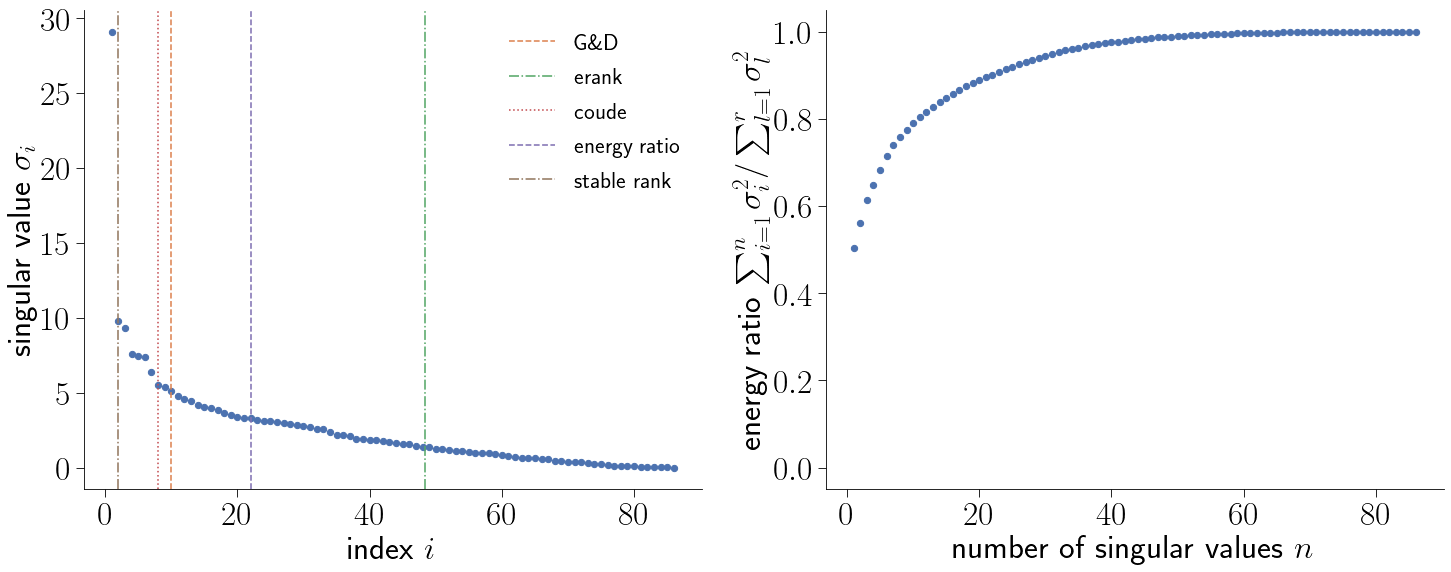 30
25
20
15
10
5
0
singular value σ_i
0 20 40 60 80
index i
G&D
erank
coude
energy ratio
stable rank
1.0
0.8
0.6
0.4
0.2
0.0
energy ratio ∑_{i=1}^{n} σ_i^2 / ∑_{l=1}^{r} σ_l^2
0 20 40 60 80
number of singular values n